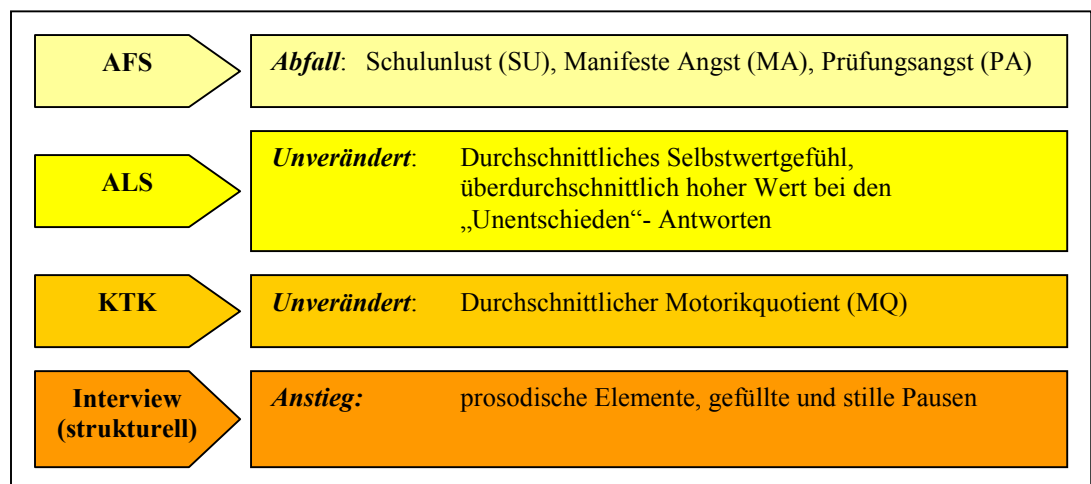 AFS
Abfall: Schulunlust (SU), Manifeste Angst (MA), Prüfungsangst (PA)
ALS
Unverändert: Durchschnittliches Selbstwertgefühl,
überdurchschnittlich hoher Wert bei den
„Unentschieden“- Antworten
KTK
Unverändert: Durchschnittlicher Motorikquotient (MQ)
Interview
(strukturell)
Anstieg: prosodische Elemente, gefüllte und stille Pausen